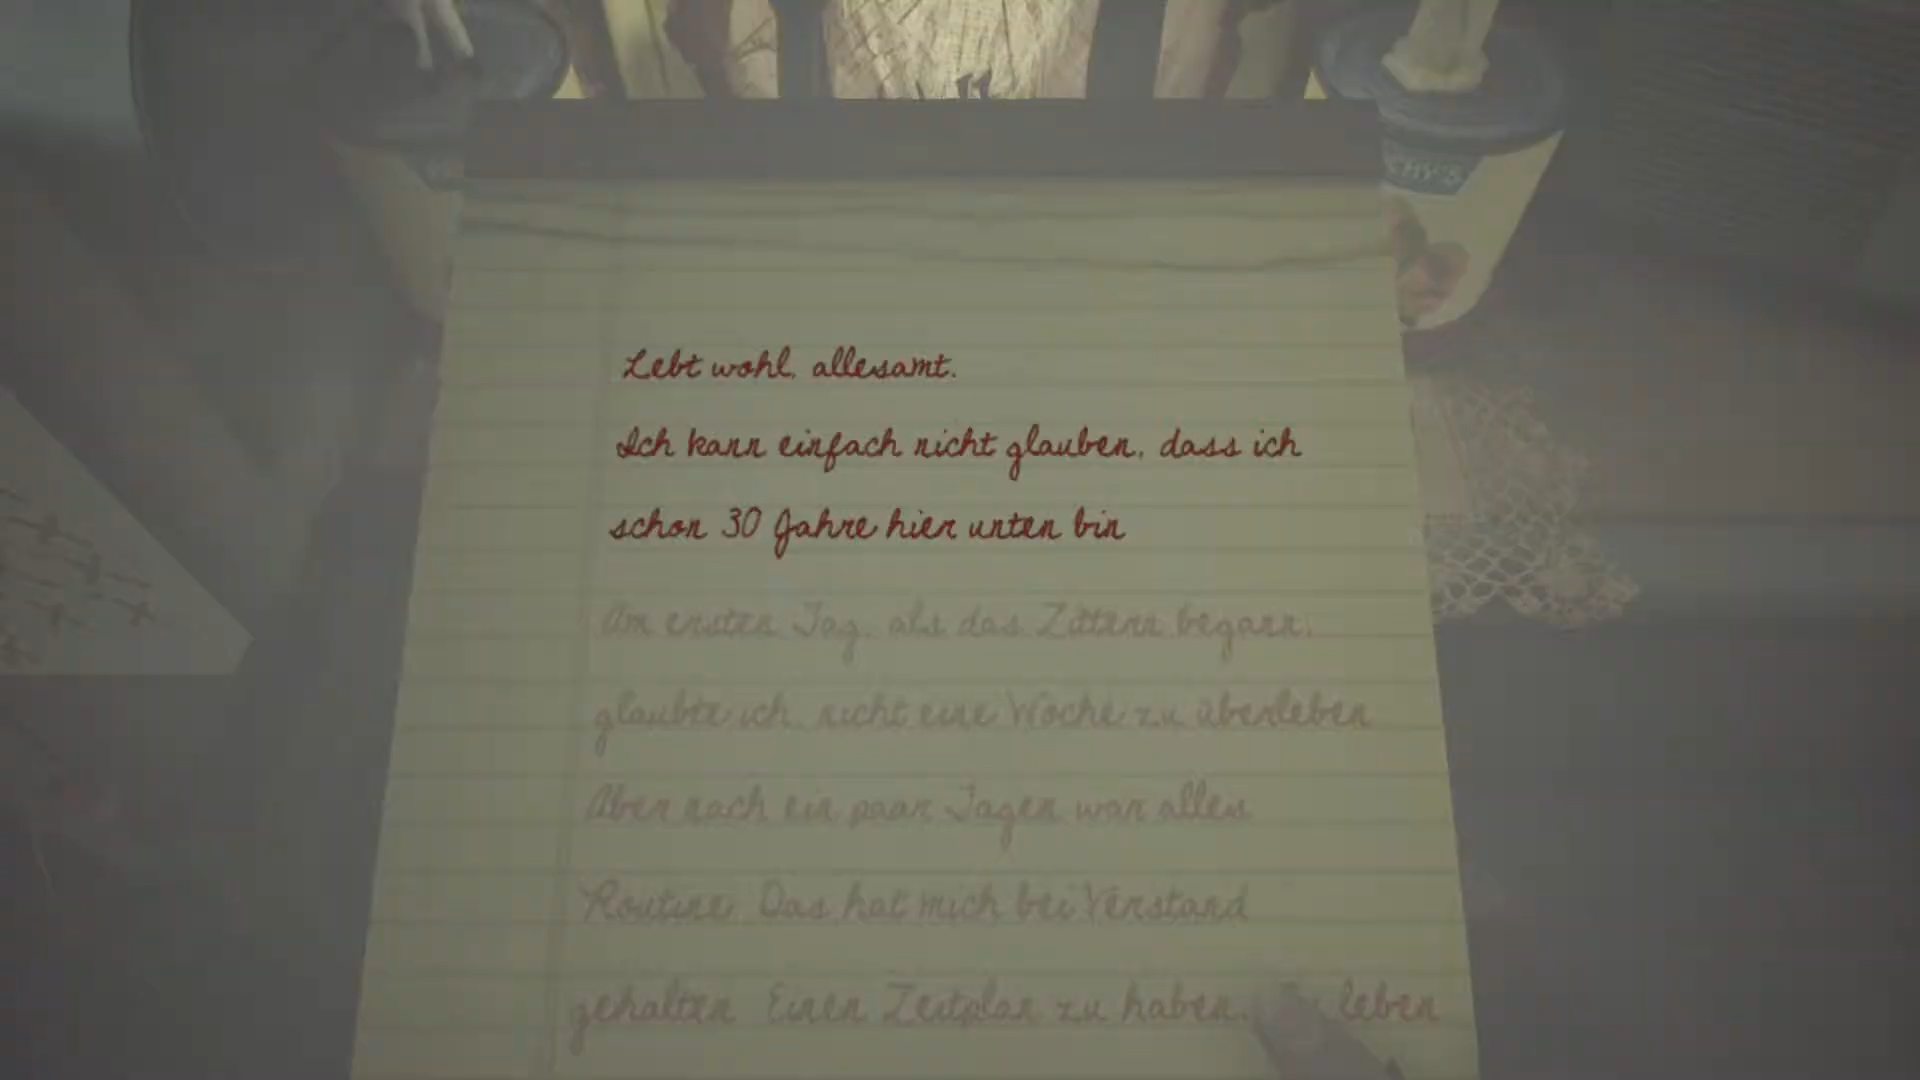 CHY'S
Lebt wohl, allesamt.
Ich kann einfach nicht glauben, dass ich
schon 30 Jahre hier unten bin
Am ersten Tag, als das Zittern begann,
glaubte ich nicht eine Woche zu überleben
Aber nach ein paar Tagen war alles
Routine. Das hat mich bei Verstand
gehalten Einen Zeitplan zu haben. leben